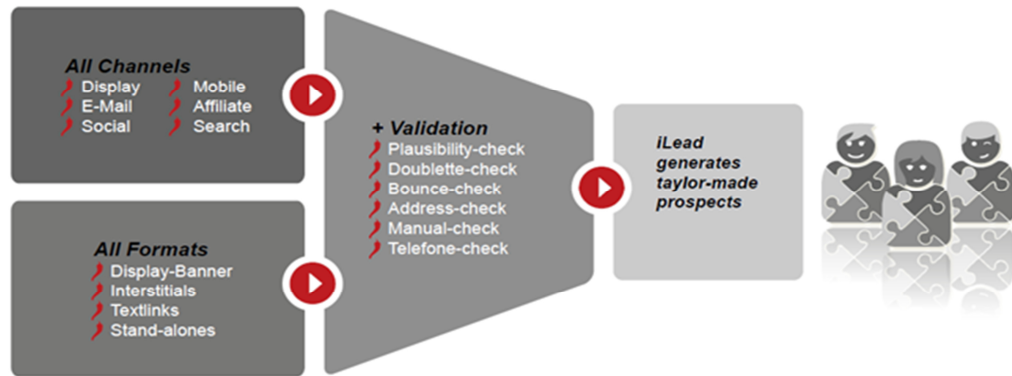 All Channels
Display
E-Mail
Social
Mobile
Affiliate
Search
All Formats
Display-Banner
Interstitials
Textlinks
Stand-alones
+ Validation
Plausibility-check
Doublette-check
Bounce-check
Address-check
Manual-check
Telefone-check
iLead
generates
taylor-made
prospects